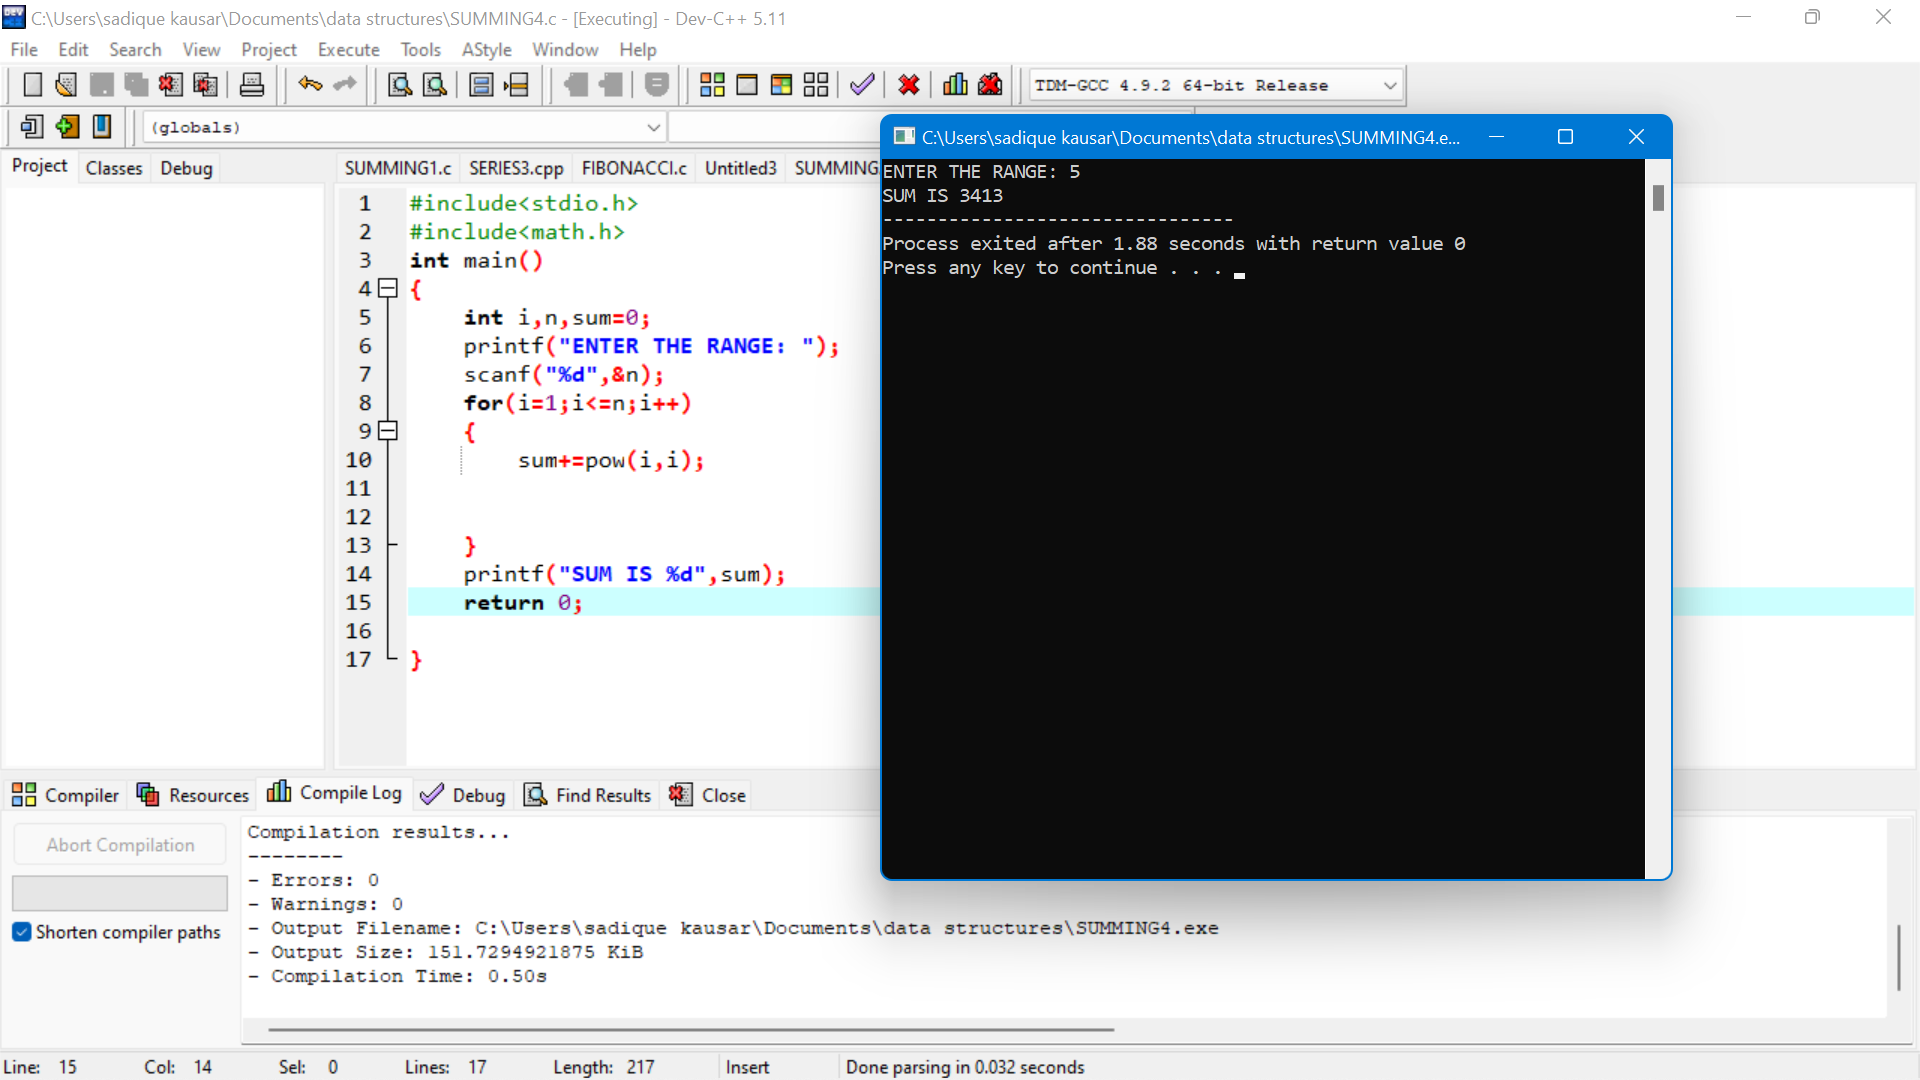 C:\Users\sadique kausar\Documents\data structures\SUMMING4.c - [Executing] - Dev-C++ 5.11
File Edit Search View Project Execute Tools AStyle Window Help
TDM-GCC 4.9.2 64-bit Release
(globals)
Project Classes Debug
SUMMING1.c SERIES3.cpp FIBONACCI.c Untitled3 SUMMING
1 #include<stdio.h>
2 #include<math.h>
3 int main()
4 {
5 int i,n,sum=0;
6 printf("ENTER THE RANGE: ");
7 scanf("%d",&n);
8 for(i=1;i<=n;i++)
9 {
10 sum+=pow(i,i);
11
12
13 }
14 printf("SUM IS %d",sum);
15 return 0;
16
17 }
C:\Users\sadique kausar\Documents\data structures\SUMMING4.e...
ENTER THE RANGE: 5
SUM IS 3413
--------------------------------
Process exited after 1.88 seconds with return value 0
Press any key to continue . . .
Compiler Resources Compile Log Debug Find Results Close
Abort Compilation
Shorten compiler paths
Compilation results...
--------
- Errors: 0
- Warnings: 0
- Output Filename: C:\Users\sadique kausar\Documents\data structures\SUMMING4.exe
- Output Size: 151.7294921875 KiB
- Compilation Time: 0.50s
Line: 15 Col: 14 Sel: 0 Lines: 17 Length: 217 Insert Done parsing in 0.032 seconds